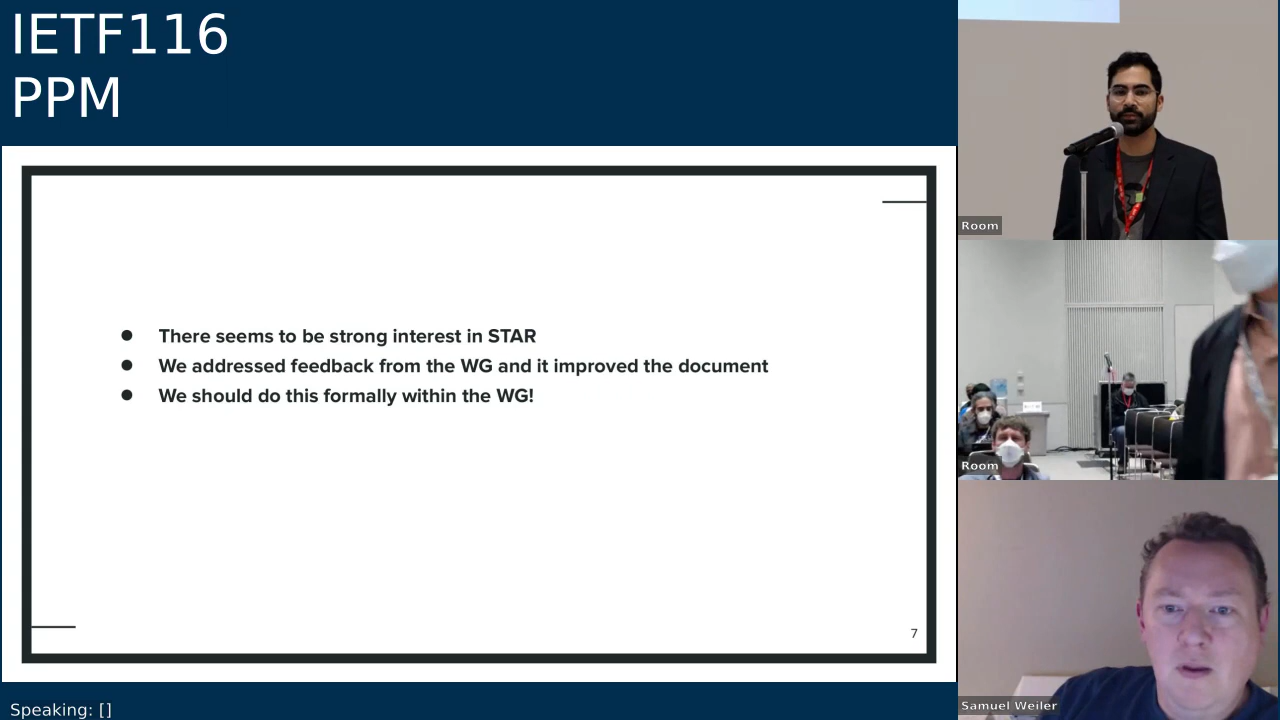 IETF116
PPM
There seems to be strong interest in STAR
We addressed feedback from the WG and it improved the document
We should do this formally within the WG!
7
Speaking: []
Room
Room
Samuel Weiler